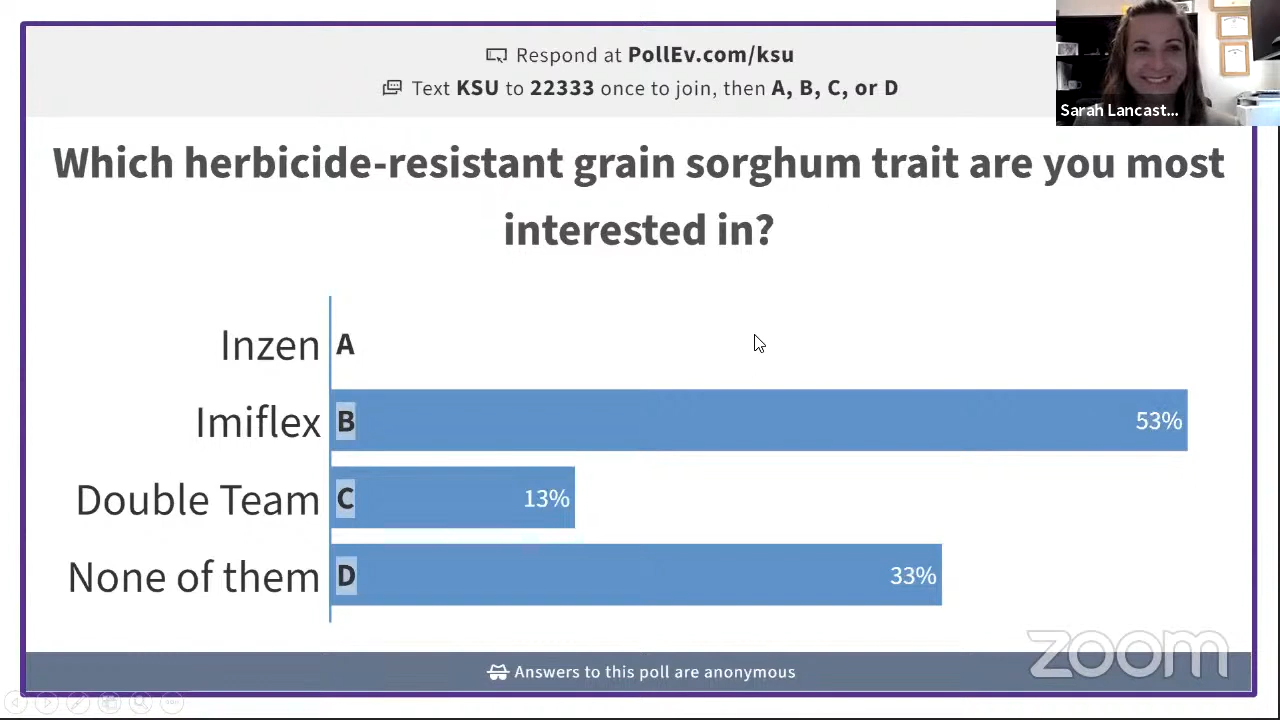 Respond at PollEv.com/ksu
Text KSU to 22333 once to join, then A, B, C, or D
Sarah Lancast...
Which herbicide-resistant grain sorghum trait are you most
interested in?
Inzen A
Imiflex B 53%
Double Team C 13%
None of them D 33%
zoom
Answers to this poll are anonymous